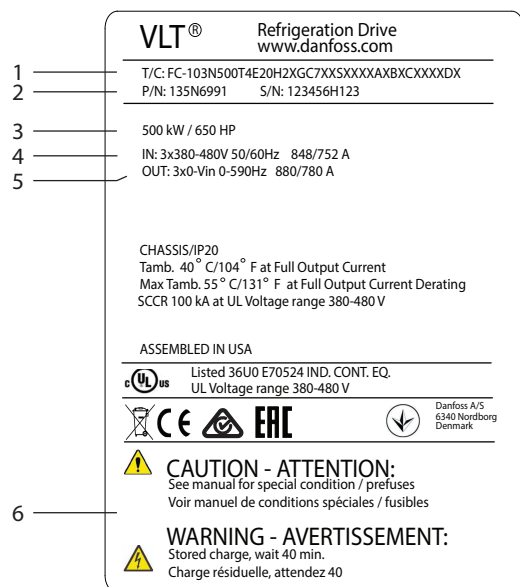 VLT® Refrigeration Drive
www.danfoss.com
1 T/C: FC-103N500T4E20H2XGC7XXSXXXXAXBXCXXXXDX
2 P/N: 135N6991 S/N: 123456H123
3 500 kW / 650 HP
4 IN: 3x380-480V 50/60Hz 848/752 A
5 OUT: 3x0-Vin 0-590Hz 880/780 A
CHASSIS/IP20
Tamb. 40° C/104° F at Full Output Current
Max Tamb. 55° C/131° F at Full Output Current Derating
SCCR 100 kA at UL Voltage range 380-480 V
ASSEMBLED IN USA
c UL us Listed 36U0 E70524 IND. CONT. EQ.
UL Voltage range 380-480 V
CE EAC
Danfoss A/S
6340 Nordborg
Denmark
CAUTION - ATTENTION:
See manual for special condition / prefuses
Voir manuel de conditions spéciales / fusibles
6
WARNING - AVERTISSEMENT:
Stored charge, wait 40 min.
Charge résiduelle, attendez 40